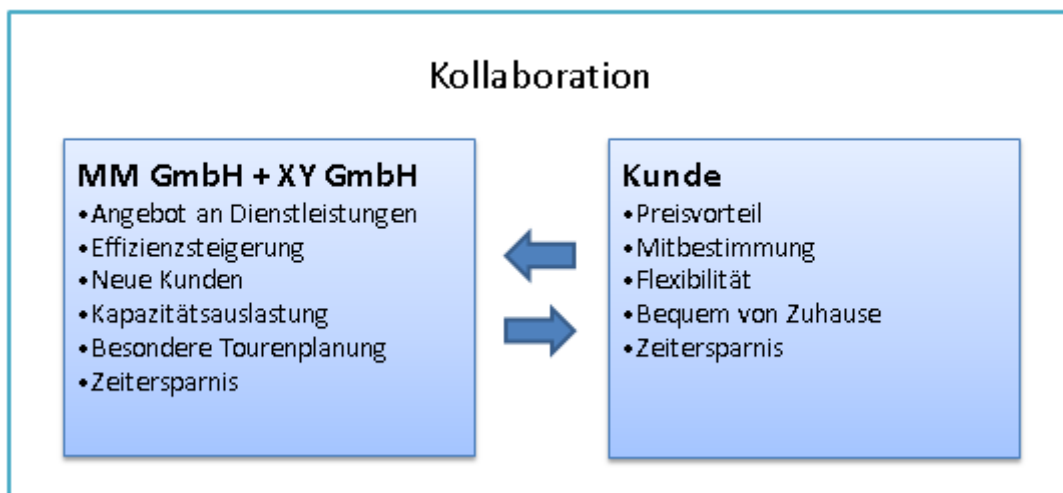 Kollaboration
MM GmbH + XY GmbH
•Angebot an Dienstleistungen
•Effizienzsteigerung
•Neue Kunden
•Kapazitätsauslastung
•Besondere Tourenplanung
•Zeitersparnis
Kunde
•Preisvorteil
•Mitbestimmung
•Flexibilität
•Bequem von Zuhause
•Zeitersparnis